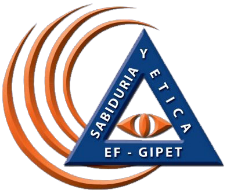 SABIDURIA
Y ETICA
EF - GIPET